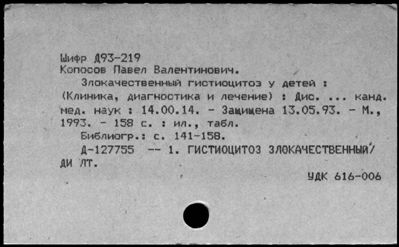 Шифр Д93-219
Копосов Павел Валентинович.
Злокачественный гистиоцитоз у детей :
(Клиника, диагностика и лечение) : Дис. ... канд.
мед. наук : 14.00.14. - Защищена 13.05.93. - М.,
1993. - 158 с. : ил., табл.
Библиогр.: с. 141-158.
Д-127755 -- 1. ГИСТИОЦИТОЗ ЗЛОКАЧЕСТВЕННЫЙ/
ДИ ЛТ.
УДК 616-006